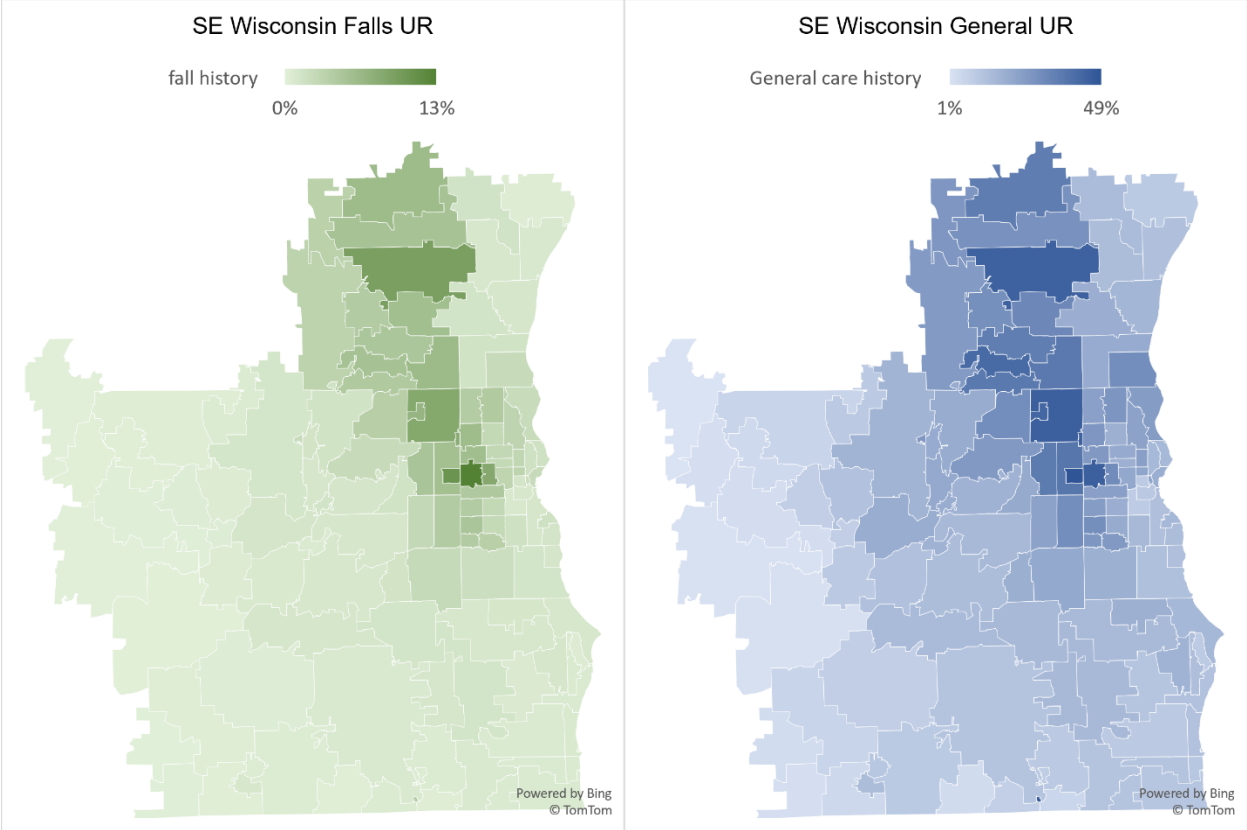 SE Wisconsin Falls UR
fall history
0%
13%
Powered by Bing
© TomTom
SE Wisconsin General UR
General care history
1%
49%
Powered by Bing
© TomTom